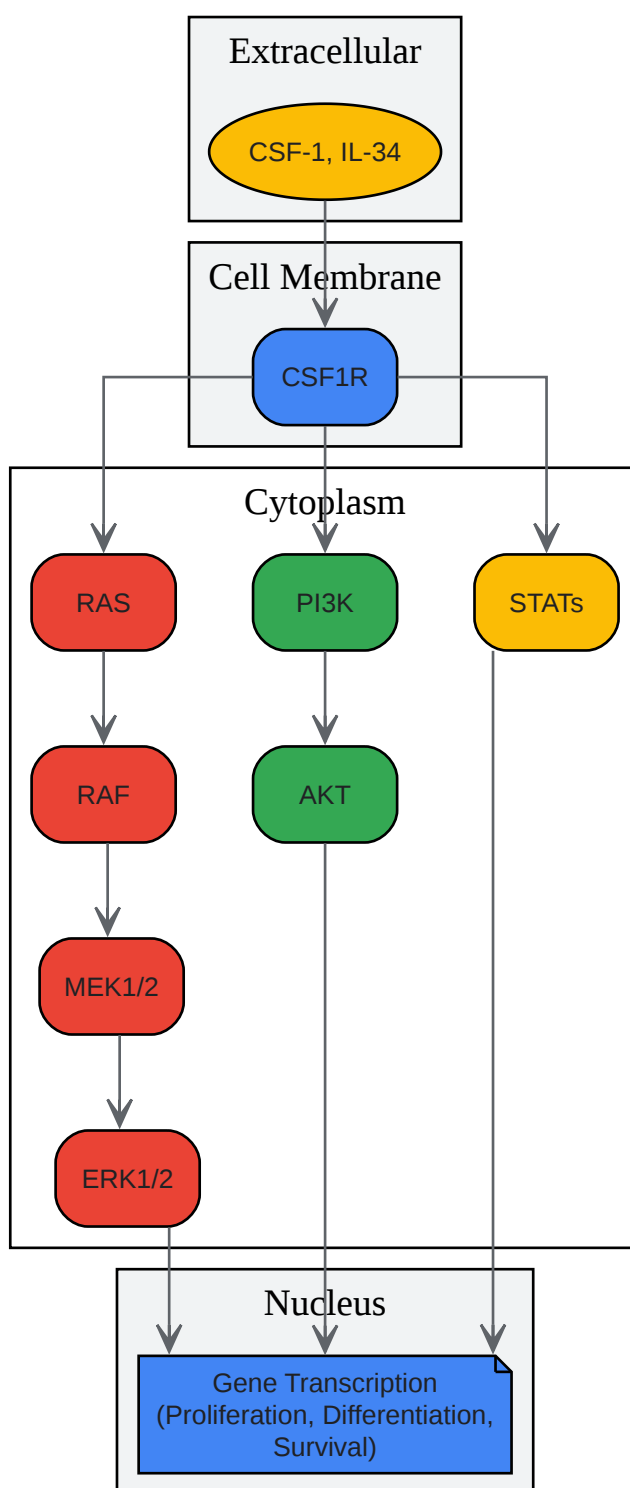 Extracellular
CSF-1, IL-34
Cell Membrane
CSF1R
Cytoplasm
RAS
PI3K
STATs
RAF
AKT
MEK1/2
ERK1/2
Nucleus
Gene Transcription
(Proliferation, Differentiation,
Survival)